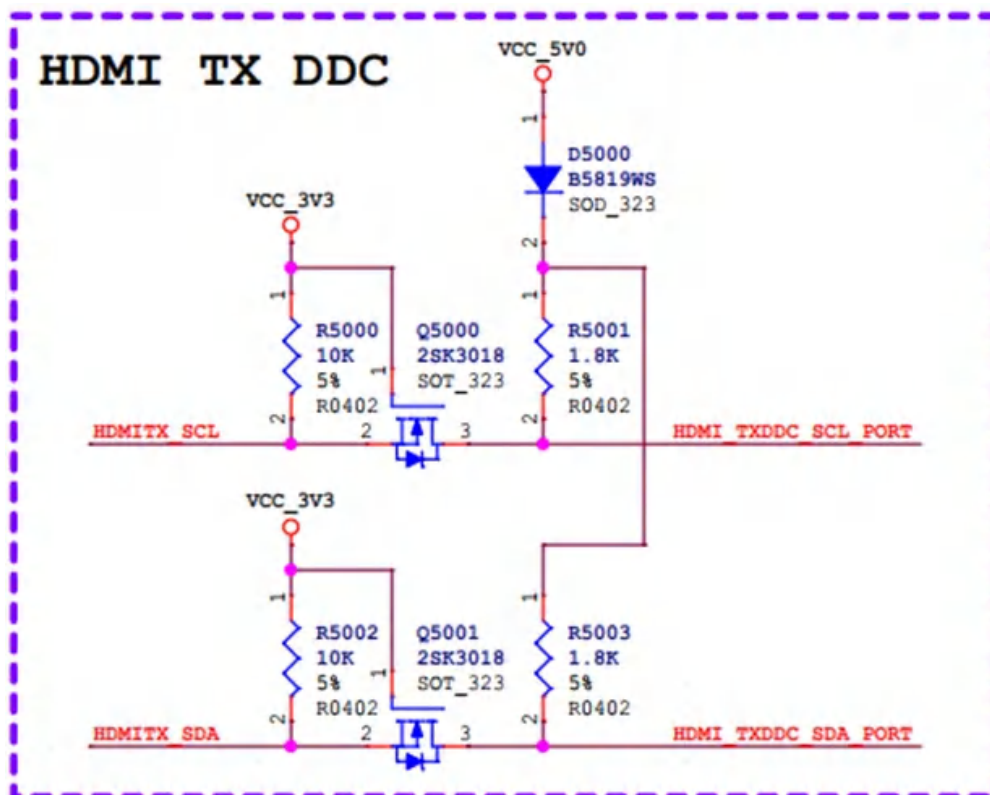 HDMI TX DDC
VCC_5V0
1
D5000
B5819WS
SOD_323
2
VCC_3V3
1
R5000
10K
5%
R0402
2
1
Q5000
2SK3018
SOT_323
1
R5001
1.8K
5%
R0402
2
HDMITX_SCL
2
3
HDMI_TXDDC_SCL_PORT
VCC_3V3
1
R5002
10K
5%
R0402
2
1
Q5001
2SK3018
SOT_323
1
R5003
1.8K
5%
R0402
2
HDMITX_SDA
2
3
HDMI_TXDDC_SDA_PORT